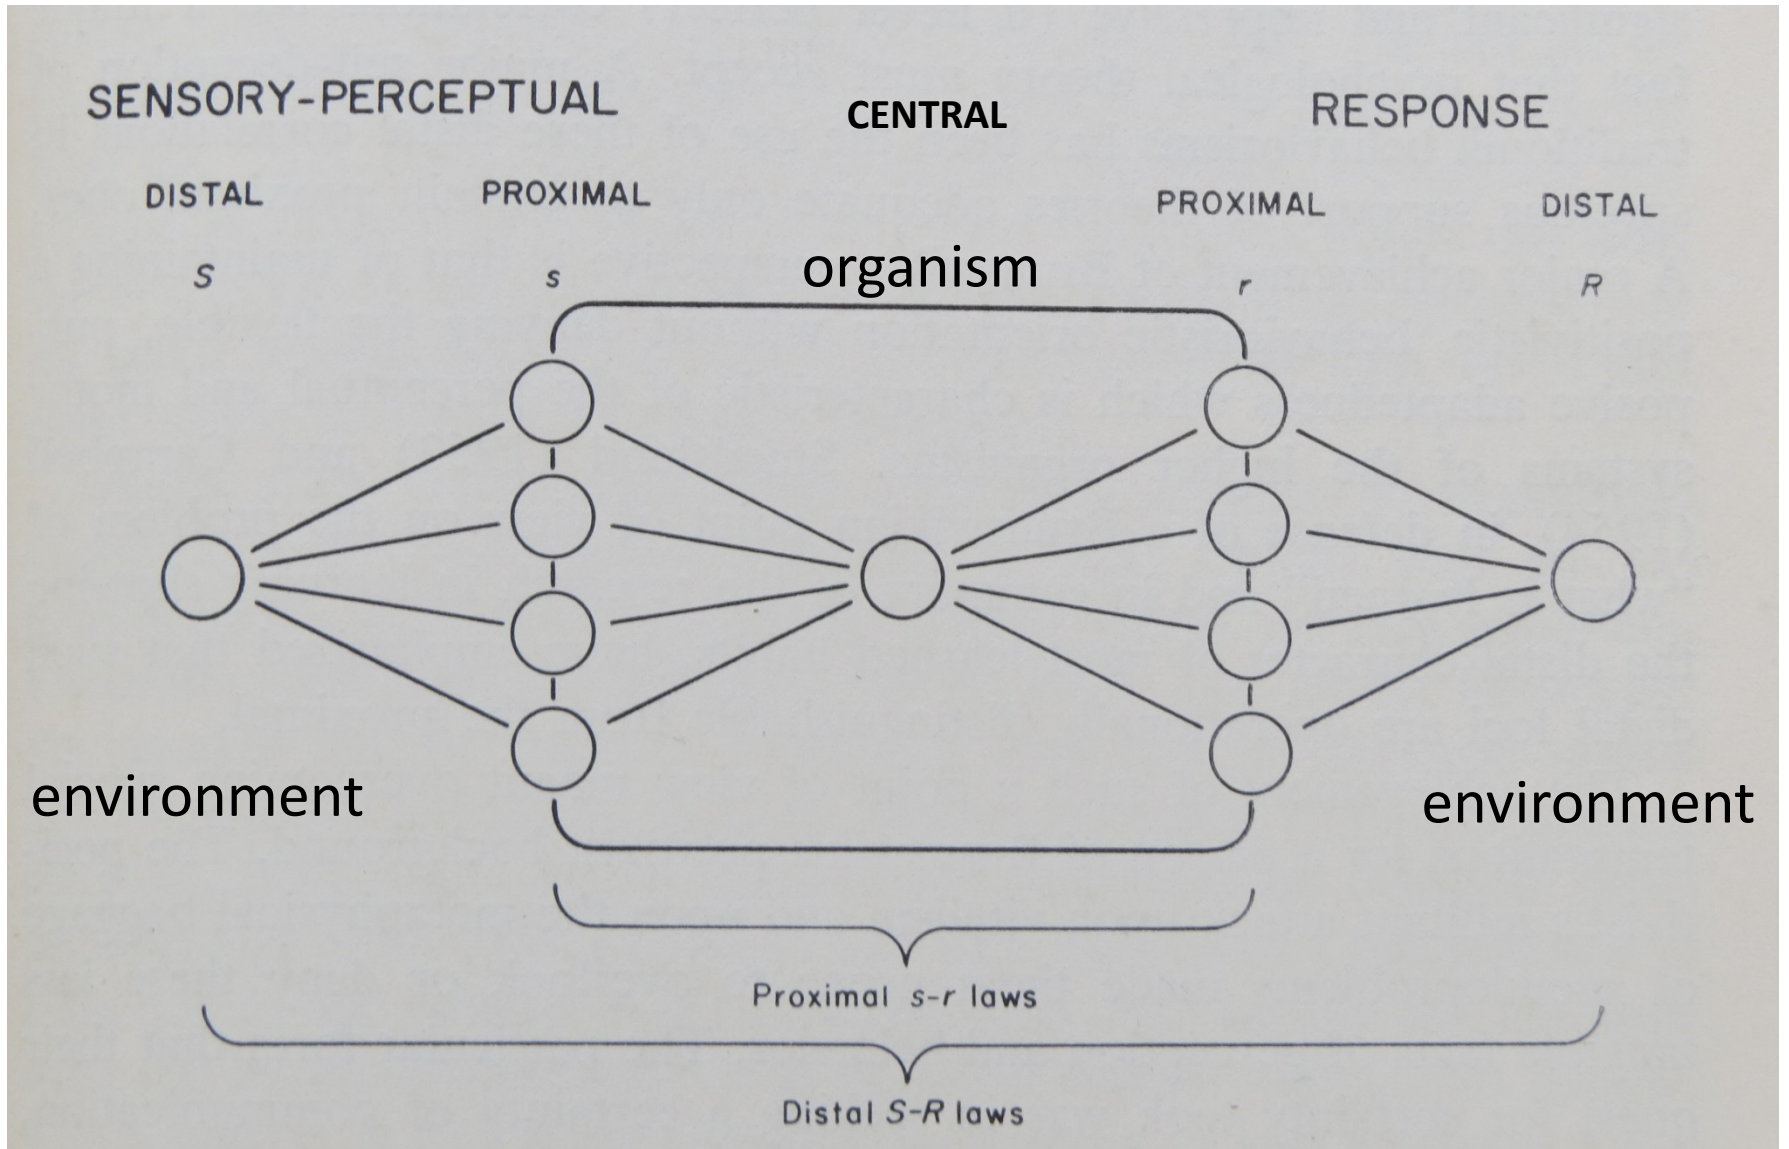 SENSORY-PERCEPTUAL CENTRAL RESPONSE
DISTAL PROXIMAL PROXIMAL DISTAL
S s organism r R
environment environment
Proximal s-r laws
Distal S-R laws